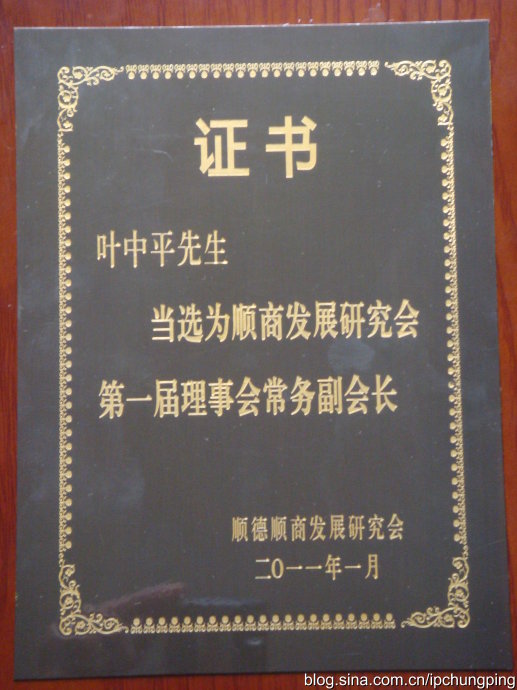 证书
叶中平先生
当选为顺商发展研究会
第一届理事会常务副会长
顺德顺商发展研究会
二〇一一年一月
blog.sina.com.cn/ipchungping